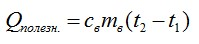 Qполезн. = cвmв(t₂ − t₁)